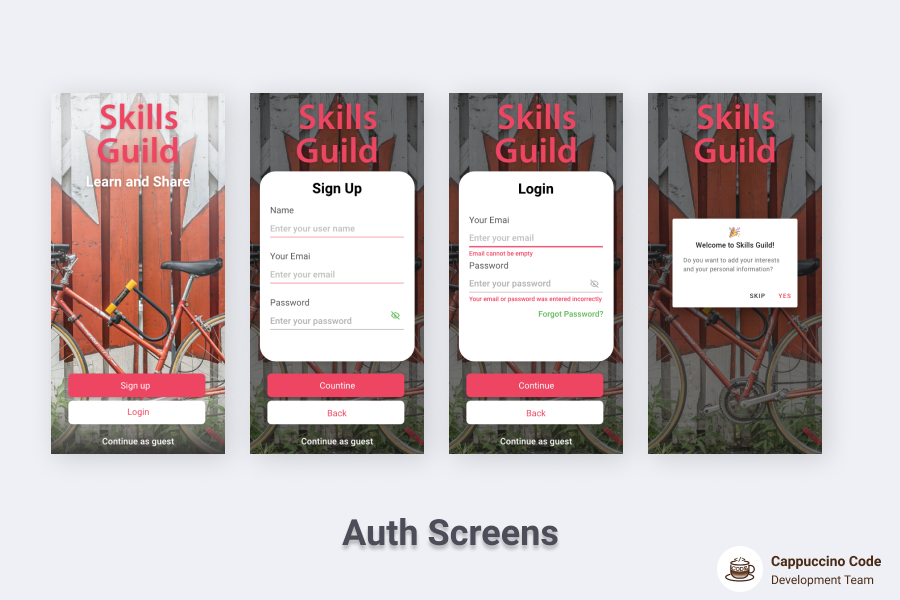 Skills
Guild
Learn and Share
Sign up
Login
Continue as guest
Skills
Guild
Sign Up
Name
Enter your user name
Your Emai
Enter your email
Password
Enter your password
Countine
Back
Continue as guest
Skills
Guild
Login
Your Emai
Enter your email
Email cannot be empty
Password
Enter your password
Your email or password was entered incorrectly
Forgot Password?
Continue
Back
Continue as guest
Skills
Guild
Welcome to Skills Guild!
Do you want to add your interests
and your personal information?
SKIP YES
Auth Screens
</>
CODE
Cappuccino Code
Development Team